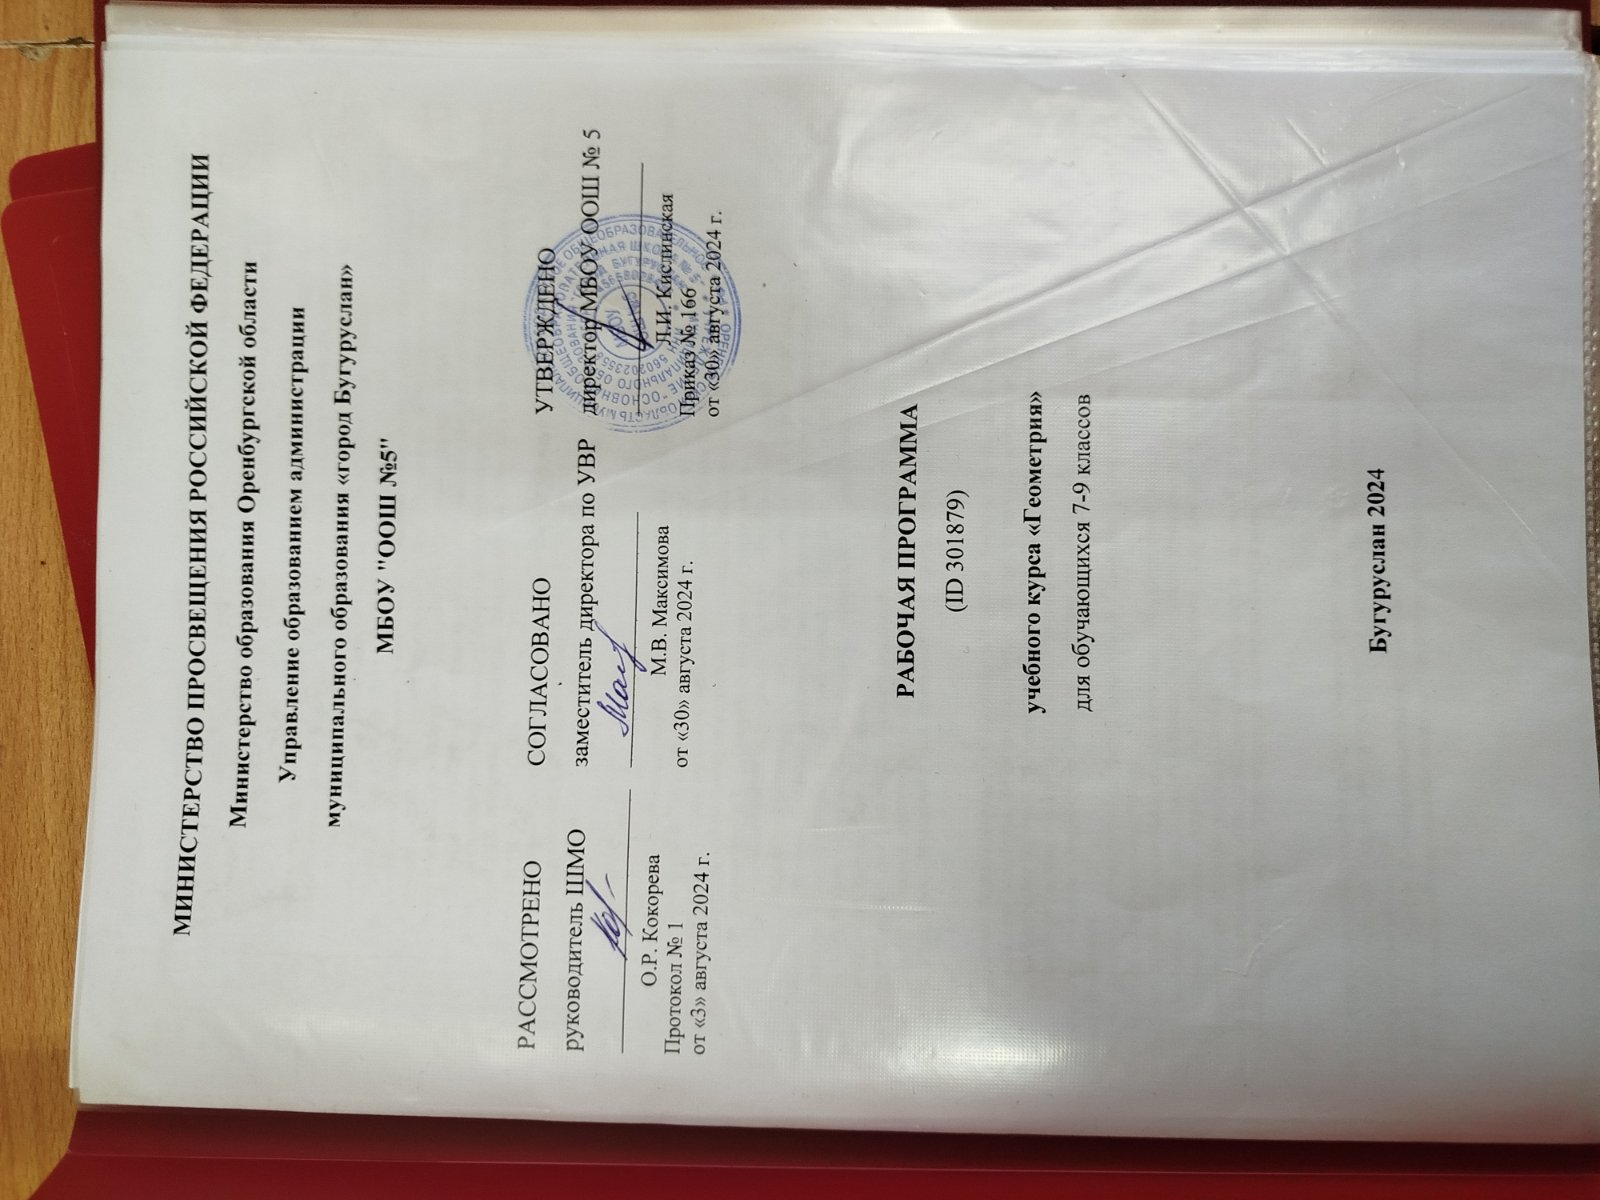 МИНИСТЕРСТВО ПРОСВЕЩЕНИЯ РОССИЙСКОЙ ФЕДЕРАЦИИ
Министерство образования Оренбургской области
Управление образованием администрации
муниципального образования «город Бугуруслан»
МБОУ "ООШ №5"
РАССМОТРЕНО
руководитель ШМО
О.Р. Кокорева
Протокол № 1
от «3» августа 2024 г.
СОГЛАСОВАНО
заместитель директора по УВР
М.В. Максимова
от «30» августа 2024 г.
УТВЕРЖДЕНО
директор МБОУ ООШ № 5
Л.И. Кислинская
Приказ № 166
от «30» августа 2024 г.
РАБОЧАЯ ПРОГРАММА
(ID 301879)
учебного курса «Геометрия»
для обучающихся 7-9 классов
Бугуруслан 2024